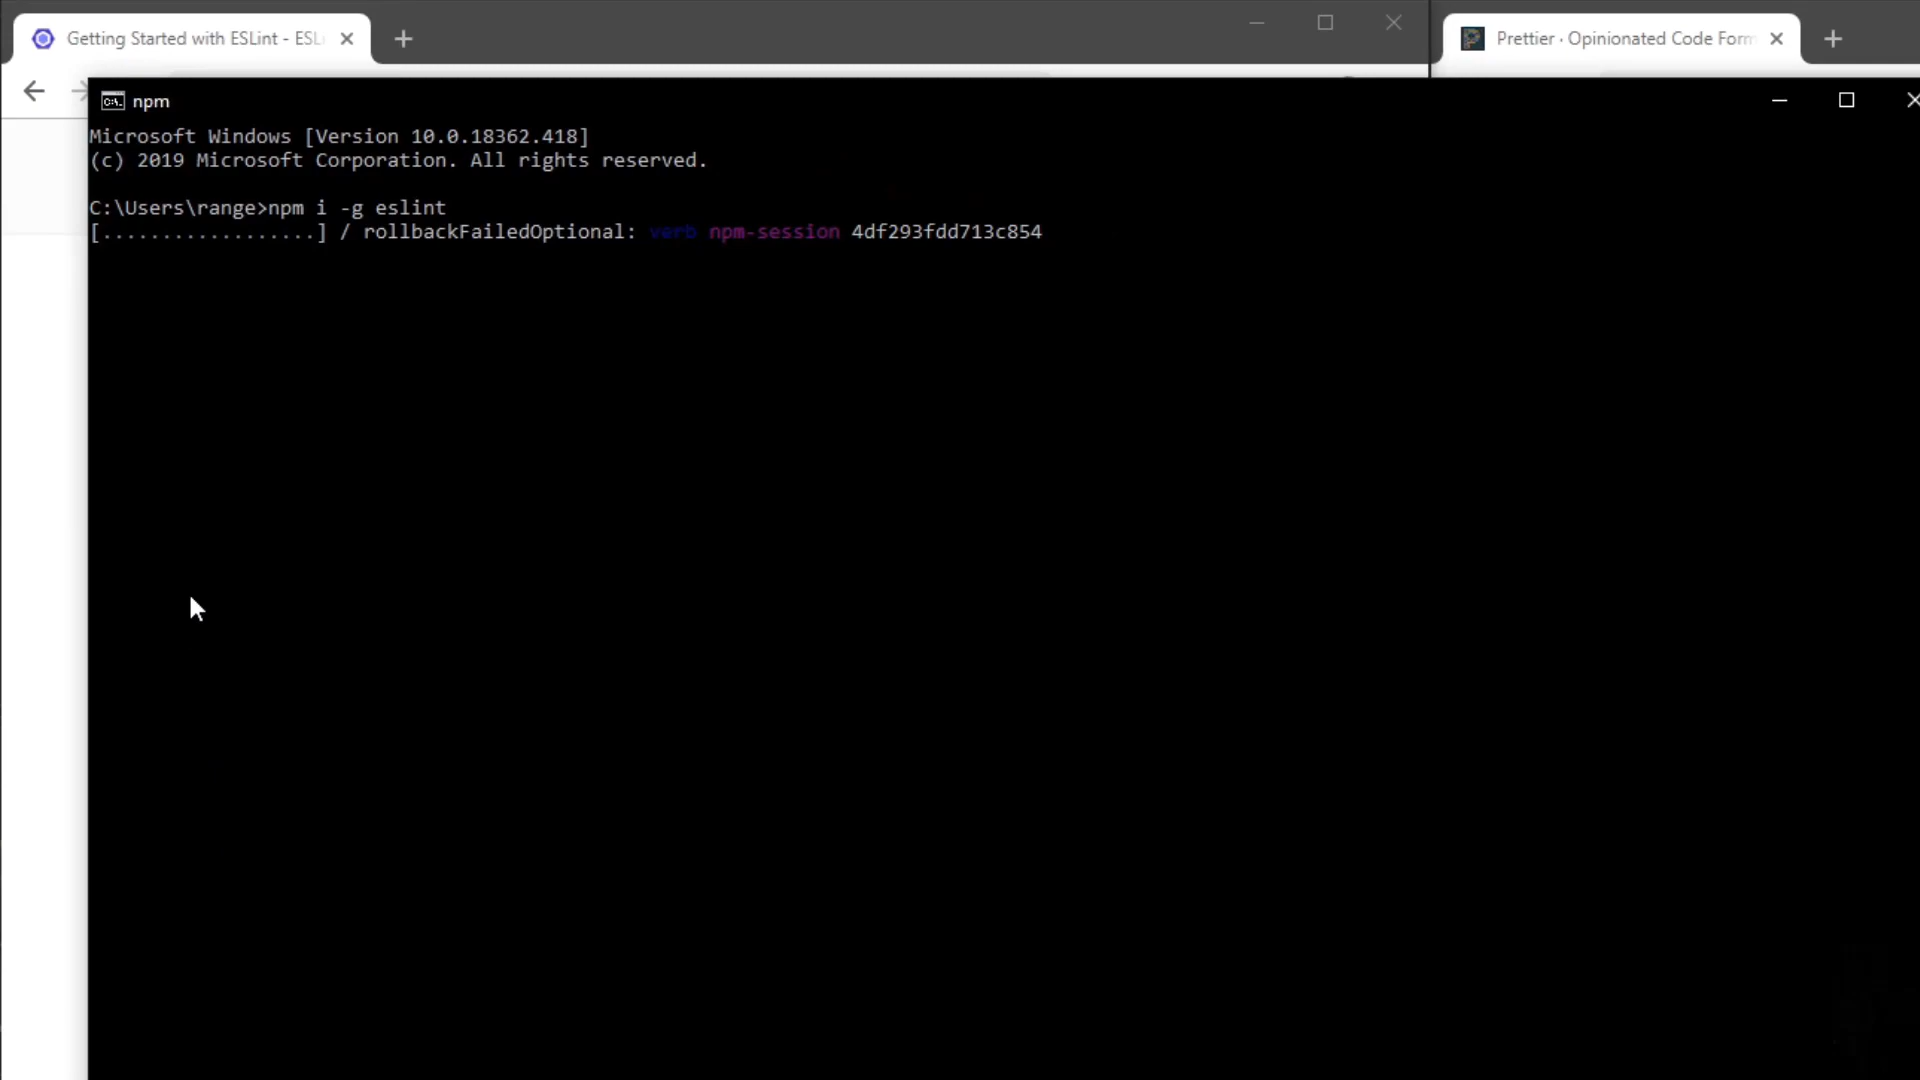 Getting Started with ESLint - ESL
Prettier · Opinionated Code Form
npm
Microsoft Windows [Version 10.0.18362.418]
(c) 2019 Microsoft Corporation. All rights reserved.
C:\Users\range>npm i -g eslint
[..................] / rollbackFailedOptional: verb npm-session 4df293fdd713c854